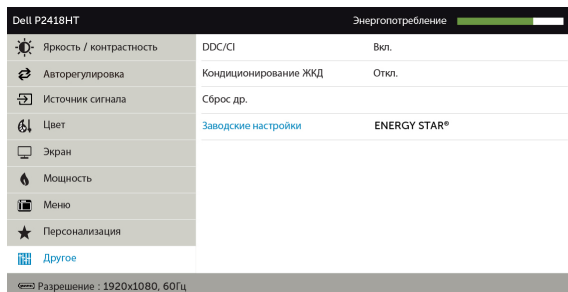 Dell P2418HT Энергопотребление
Яркость / контрастность DDC/CI Вкл.
Авторегулировка Кондиционирование ЖКД Откл.
Источник сигнала Сброс др.
Цвет Заводские настройки ENERGY STAR®
Экран
Мощность
Меню
Персонализация
Другое
Разрешение : 1920x1080, 60Гц